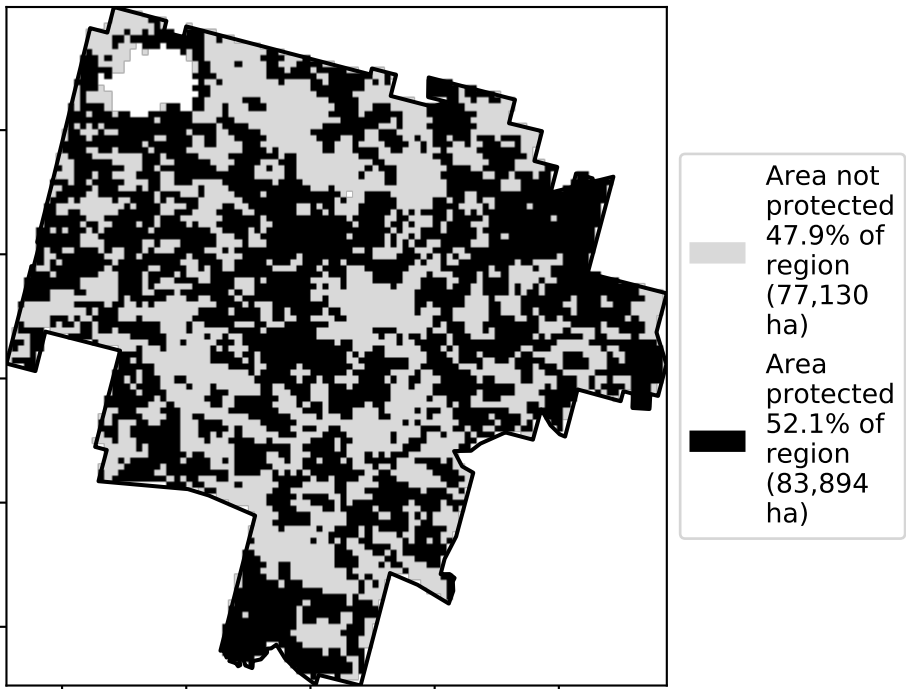 Area not
protected
47.9% of
region
(77,130
ha)
Area
protected
52.1% of
region
(83,894
ha)